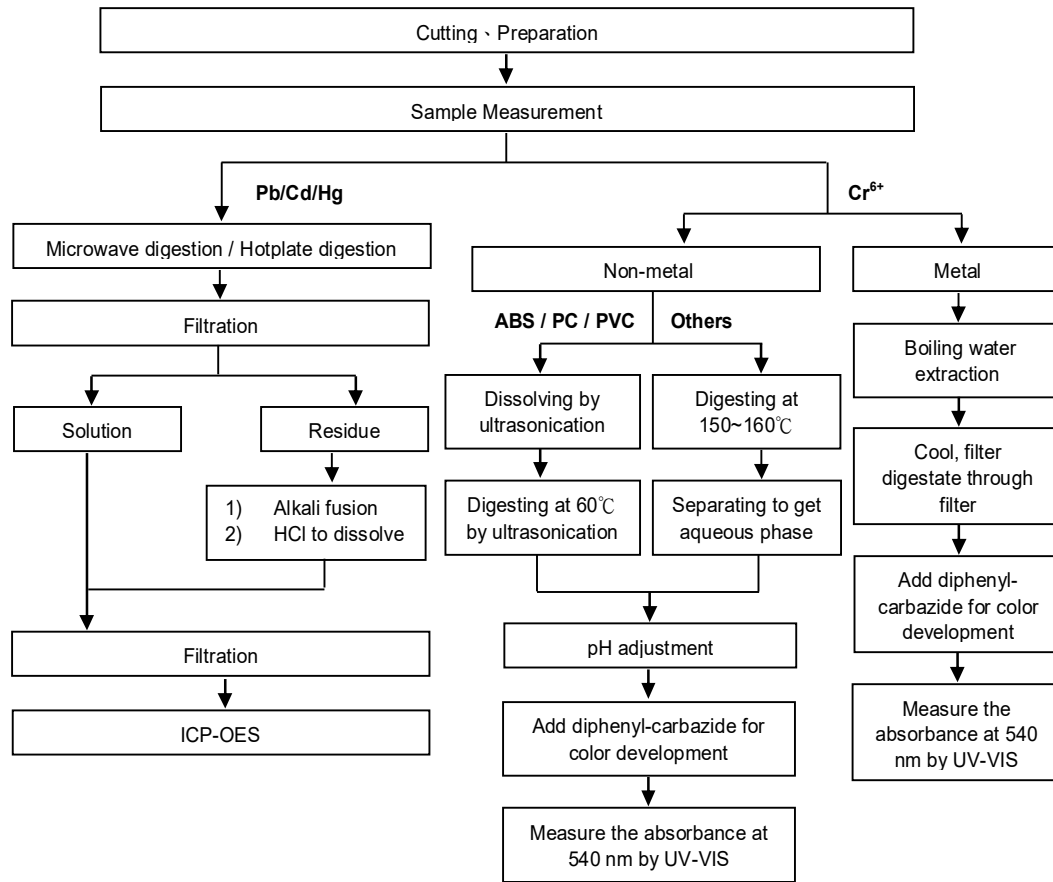 Cutting、Preparation
Sample Measurement
Pb/Cd/Hg
Cr6+
Microwave digestion / Hotplate digestion
Non-metal
Metal
Filtration
ABS / PC / PVC
Others
Boiling water
extraction
Solution
Residue
Dissolving by
ultrasonication
Digesting at
150~160℃
Cool, filter
digestate through
filter
1) Alkali fusion
2) HCl to dissolve
Digesting at 60℃
by ultrasonication
Separating to get
aqueous phase
Add diphenyl-
carbazide for color
development
Filtration
pH adjustment
ICP-OES
Add diphenyl-carbazide for
color development
Measure the
absorbance at 540
nm by UV-VIS
Measure the absorbance at
540 nm by UV-VIS